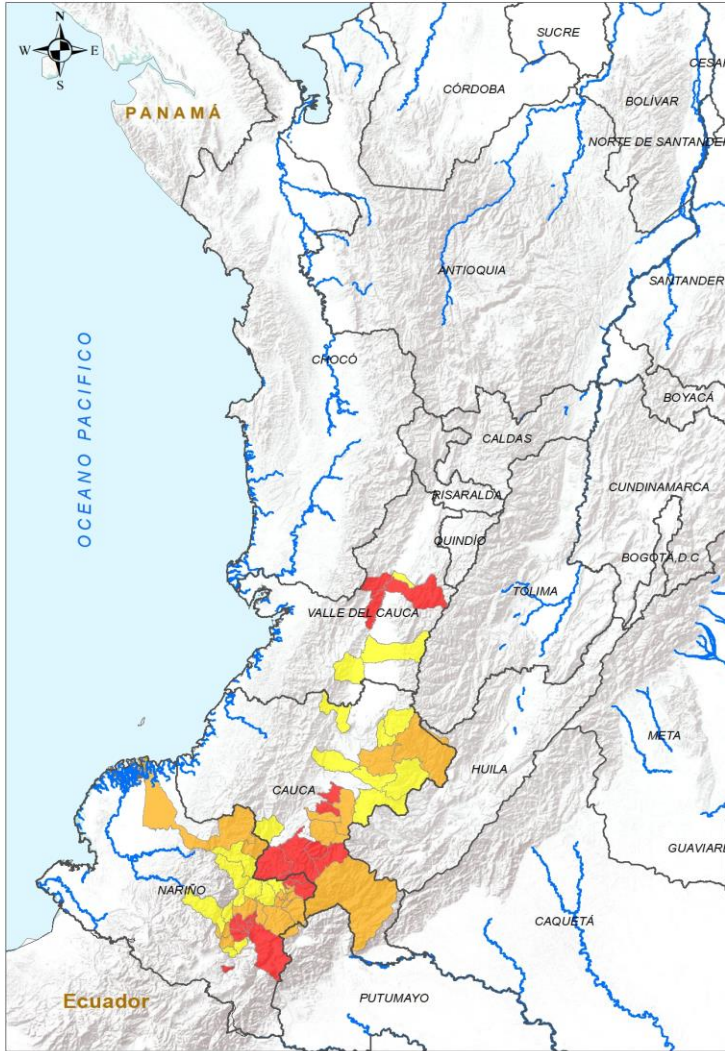 N
W E
S
SUCRE
CESAR
CÓRDOBA
BOLÍVAR
PANAMÁ
NORTE DE SANTANDER
ANTIOQUIA
SANTANDER
OCEANO PACIFICO
CHOCÓ
BOYACÁ
CALDAS
CUNDINAMARCA
RISARALDA
QUINDÍO
BOGOTÁ, D.C
TOLIMA
VALLE DEL CAUCA
META
HUILA
CAUCA
GUAVIARE
NARIÑO
CAQUETÁ
Ecuador
PUTUMAYO